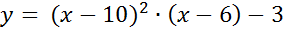 y = (x − 10)² · (x − 6) − 3